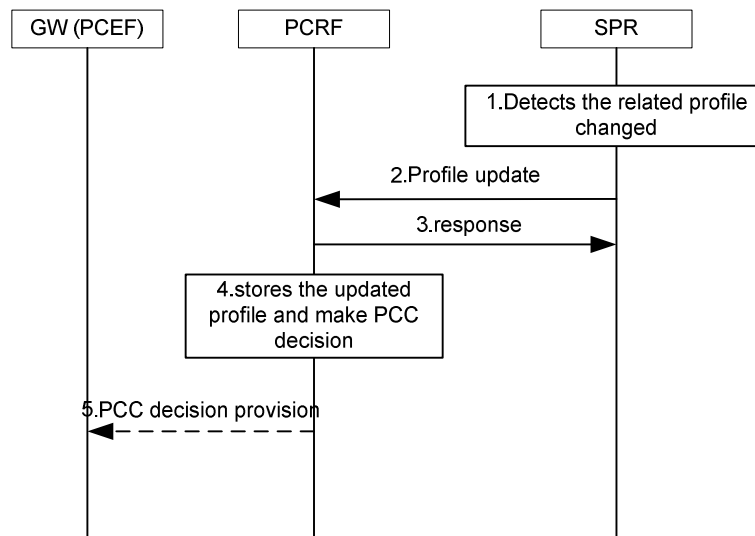 GW (PCEF)
PCRF
SPR
1.Detects the related profile
changed
2.Profile update
3.response
4.stores the updated
profile and make PCC
decision
5.PCC decision provision